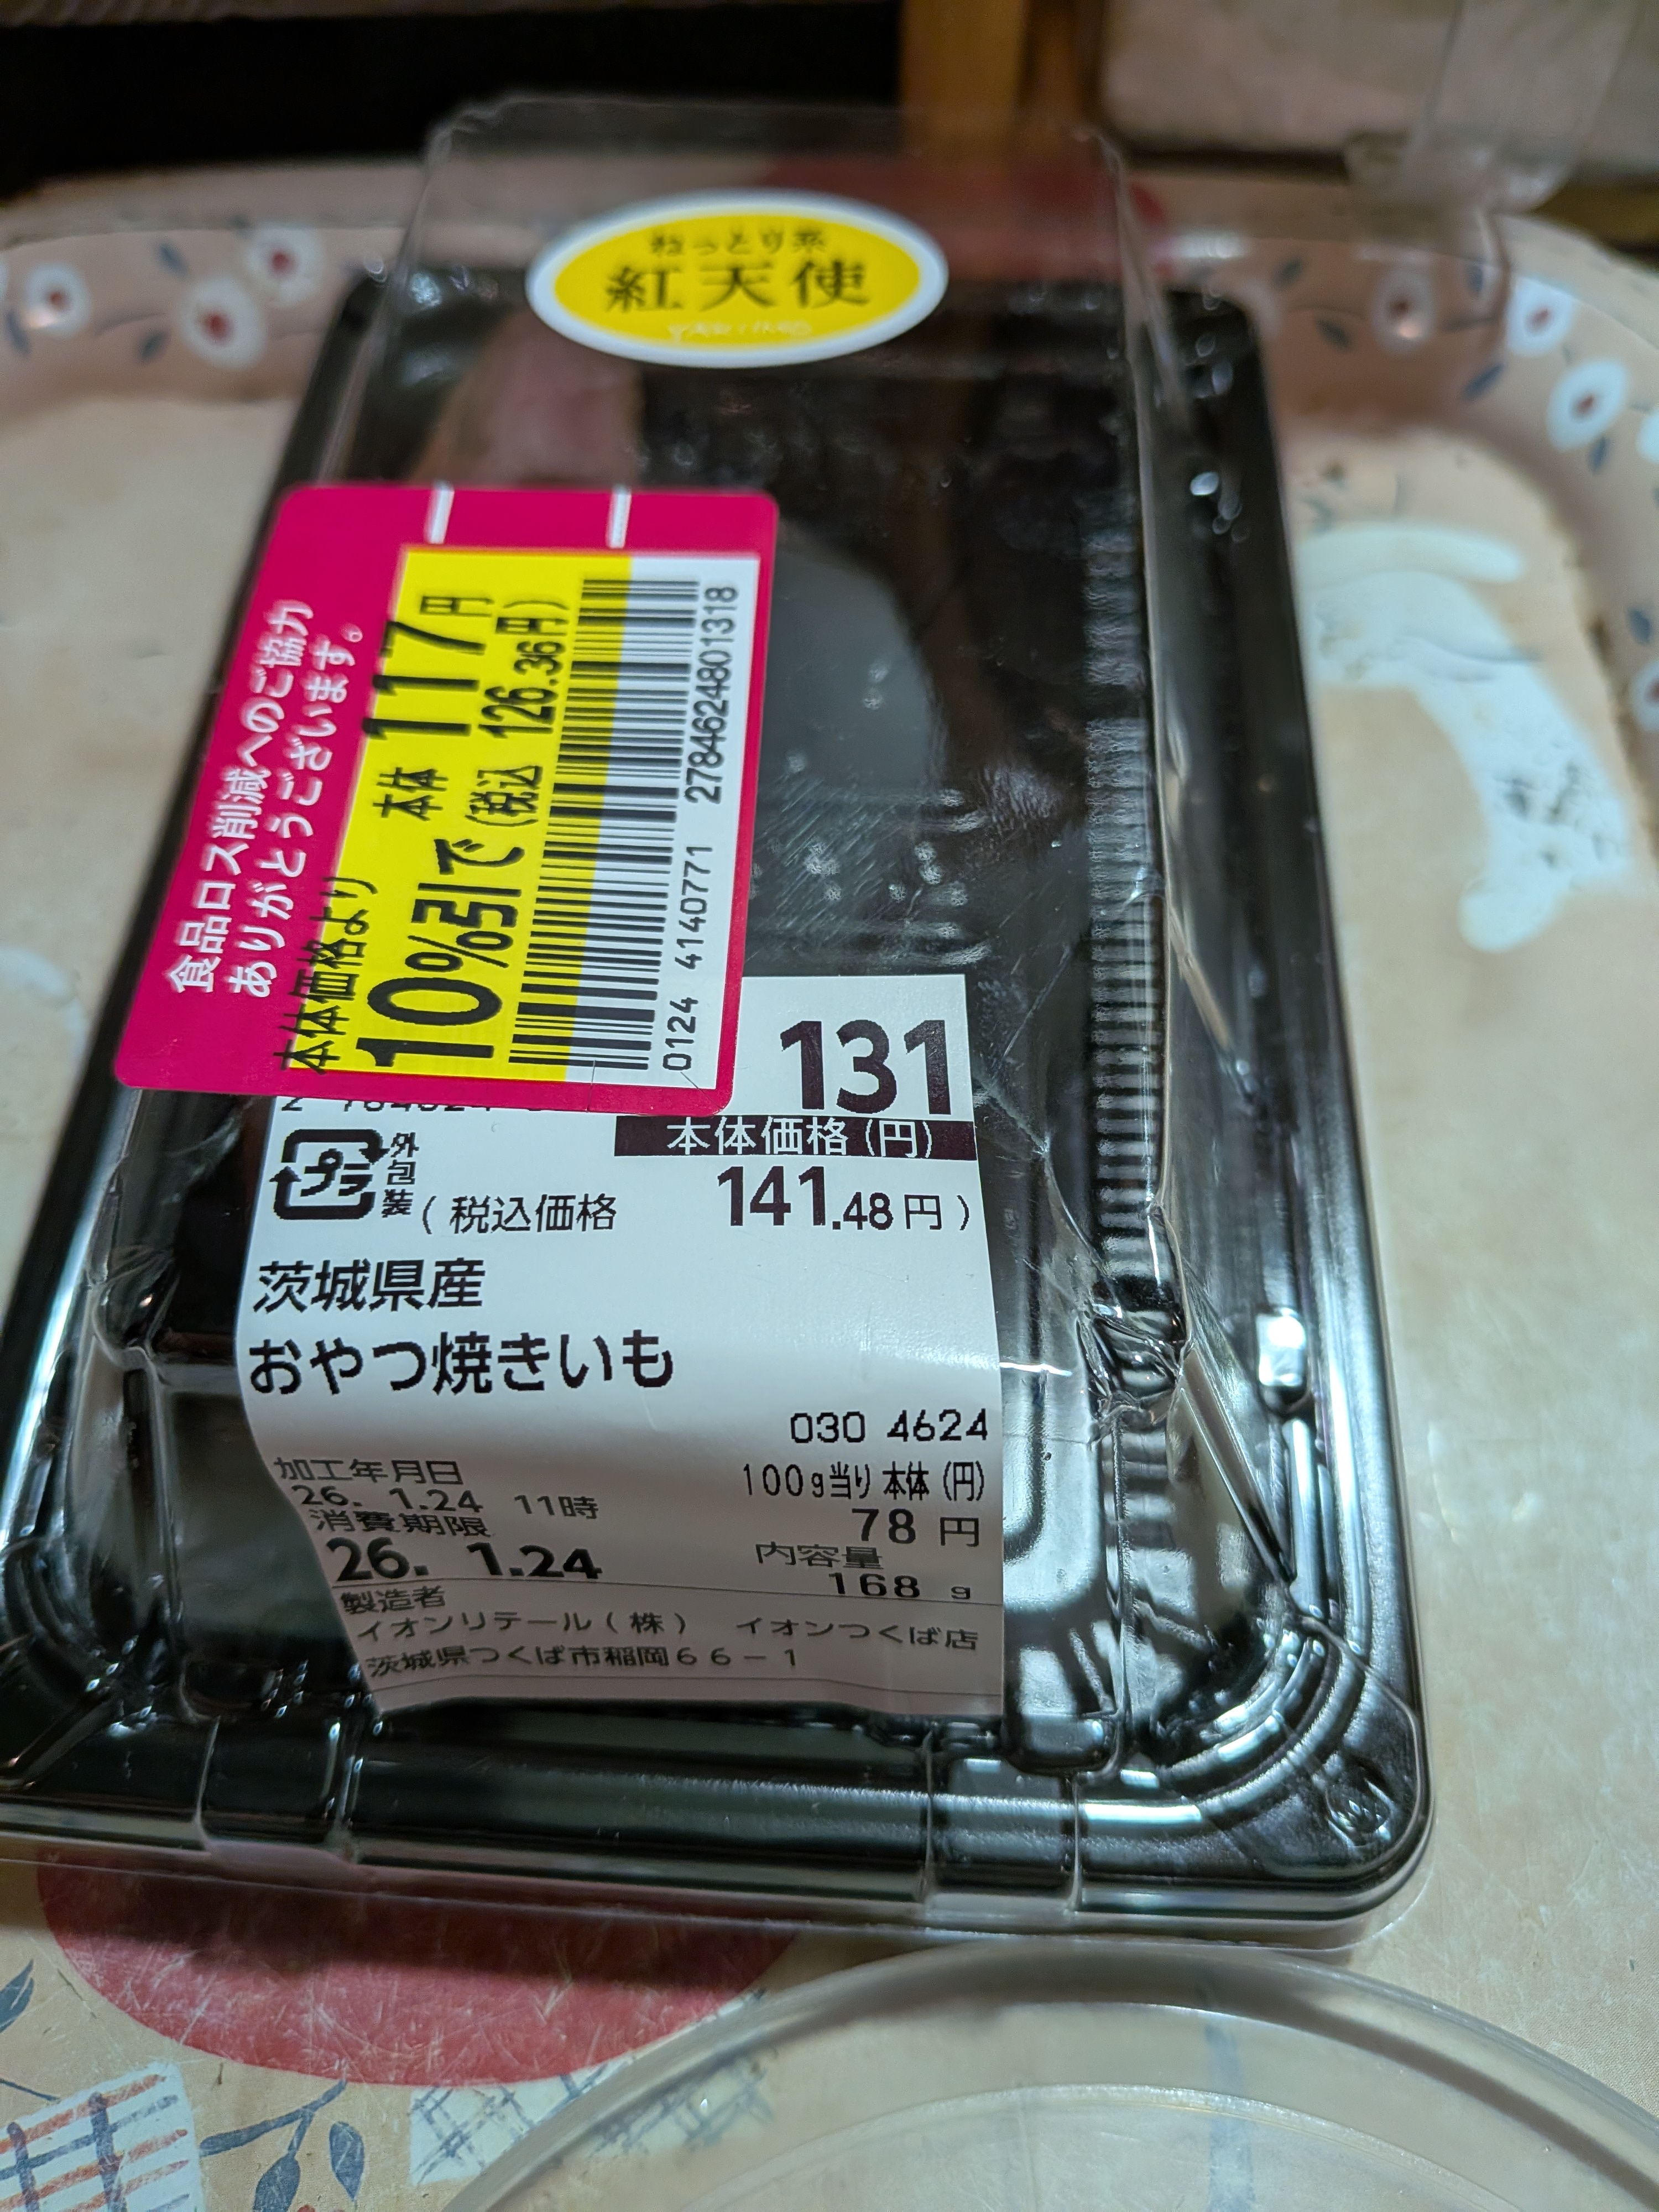 ねっとり系
紅天使
食品ロス削減へのご協力
ありがとうございます。
本体価格より
10%引で
本体 117円
(税込 126.36円)
2784624801318
0124 4140771
131
本体価格(円)
外包装
プラ
(税込価格 141.48円)
茨城県産
おやつ焼きいも
030 4624
加工年月日
26. 1.24 11時
100g当り 本体(円)
78 円
消費期限
26. 1.24
内容量
168 g
製造者
イオンリテール(株) イオンつくば店
茨城県つくば市稲岡66-1